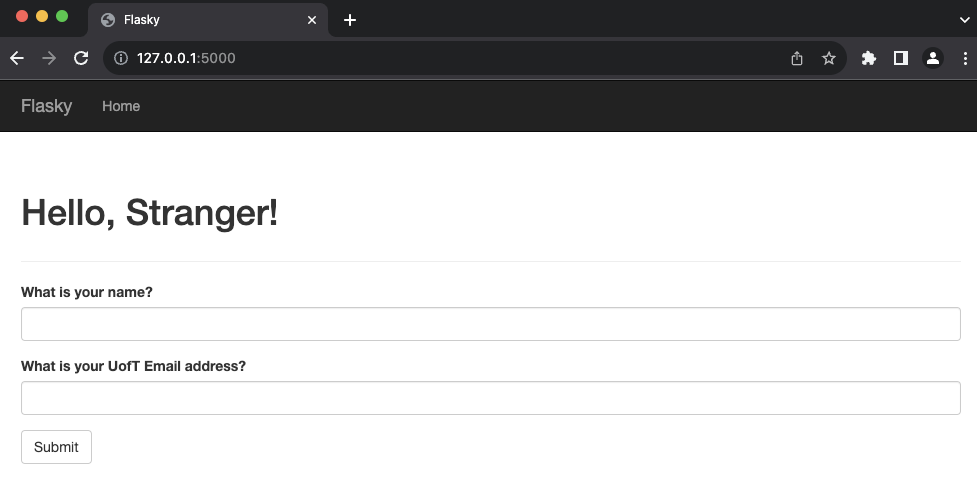 Flasky
127.0.0.1:5000
Flasky Home
Hello, Stranger!
What is your name?
What is your UofT Email address?
Submit